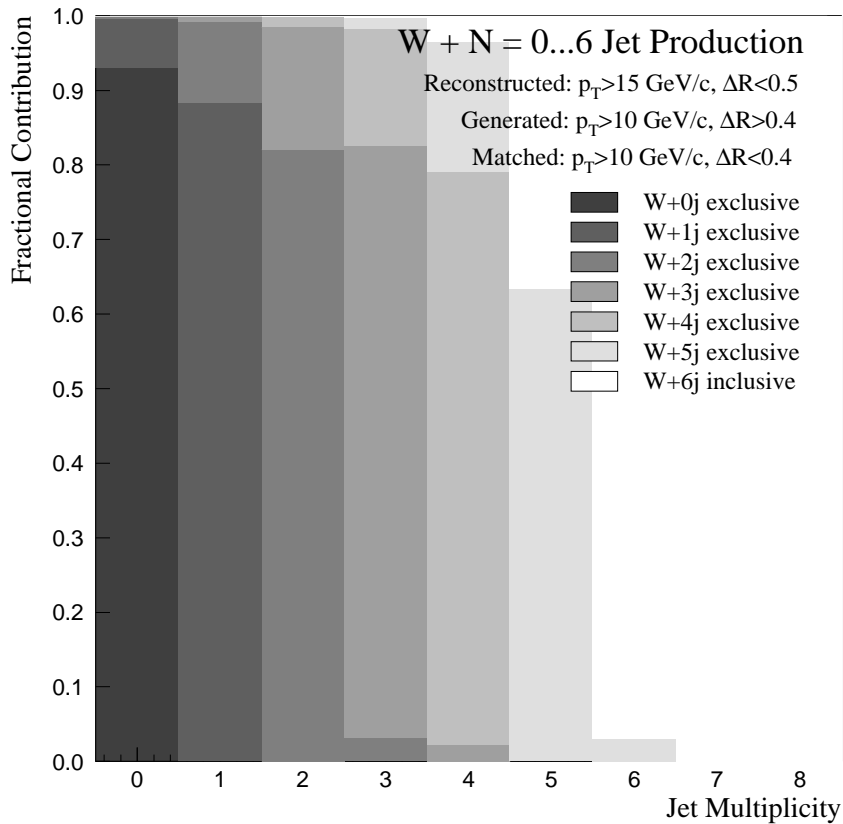 W + N = 0...6 Jet Production
Reconstructed: p_T>15 GeV/c, ΔR<0.5
Generated: p_T>10 GeV/c, ΔR>0.4
Matched: p_T>10 GeV/c, ΔR<0.4
W+0j exclusive
W+1j exclusive
W+2j exclusive
W+3j exclusive
W+4j exclusive
W+5j exclusive
W+6j inclusive
Fractional Contribution
1.0
0.9
0.8
0.7
0.6
0.5
0.4
0.3
0.2
0.1
0.0
0 1 2 3 4 5 6 7 8
Jet Multiplicity